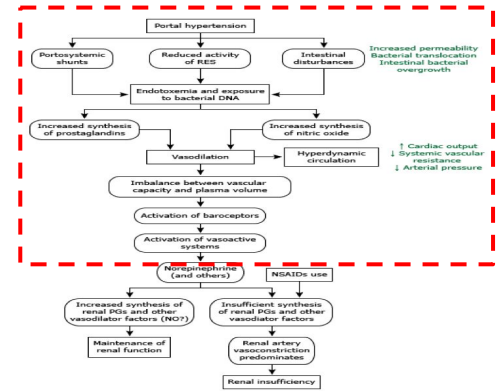 Portal hypertension
Portosystemic
shunts
Reduced activity
of RES
Intestinal
disturbances
Increased permeability
Bacterial translocation
Intestinal bacterial
overgrowth
Endotoxemia and exposure
to bacterial DNA
Increased synthesis
of prostaglandins
Increased synthesis
of nitric oxide
Vasodilation
Hyperdynamic
circulation
↑ Cardiac output
↓ Systemic vascular
resistance
↓ Arterial pressure
Imbalance between vascular
capacity and plasma volume
Activation of baroceptors
Activation of vasoactive
systems
Norepinephrine
(and others)
NSAIDs use
Increased synthesis of
renal PGs and other
vasodilator factors (NO?)
Insufficient synthesis
of renal PGs and other
vasodiator factors
Maintenance of
renal function
Renal artery
vasoconstriction
predominates
Renal insufficiency